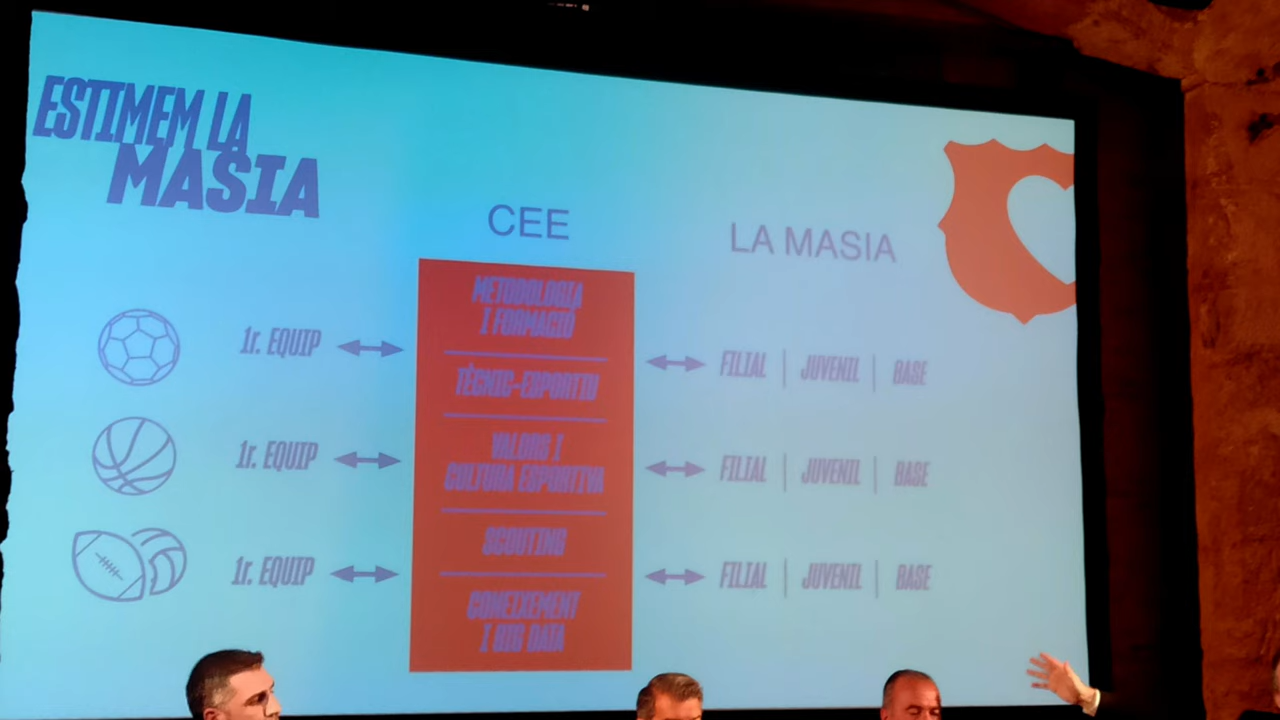 ESTIMEM LA
MASIA
CEE
LA MASIA
METODOLOGIA
I FORMACIÓ
TÈCNIC-ESPORTIU
VALORS I
CULTURA ESPORTIVA
SCOUTING
CONEIXEMENT
I BIG DATA
1r. EQUIP
FILIAL | JUVENIL | BASE
1r. EQUIP
FILIAL | JUVENIL | BASE
1r. EQUIP
FILIAL | JUVENIL | BASE